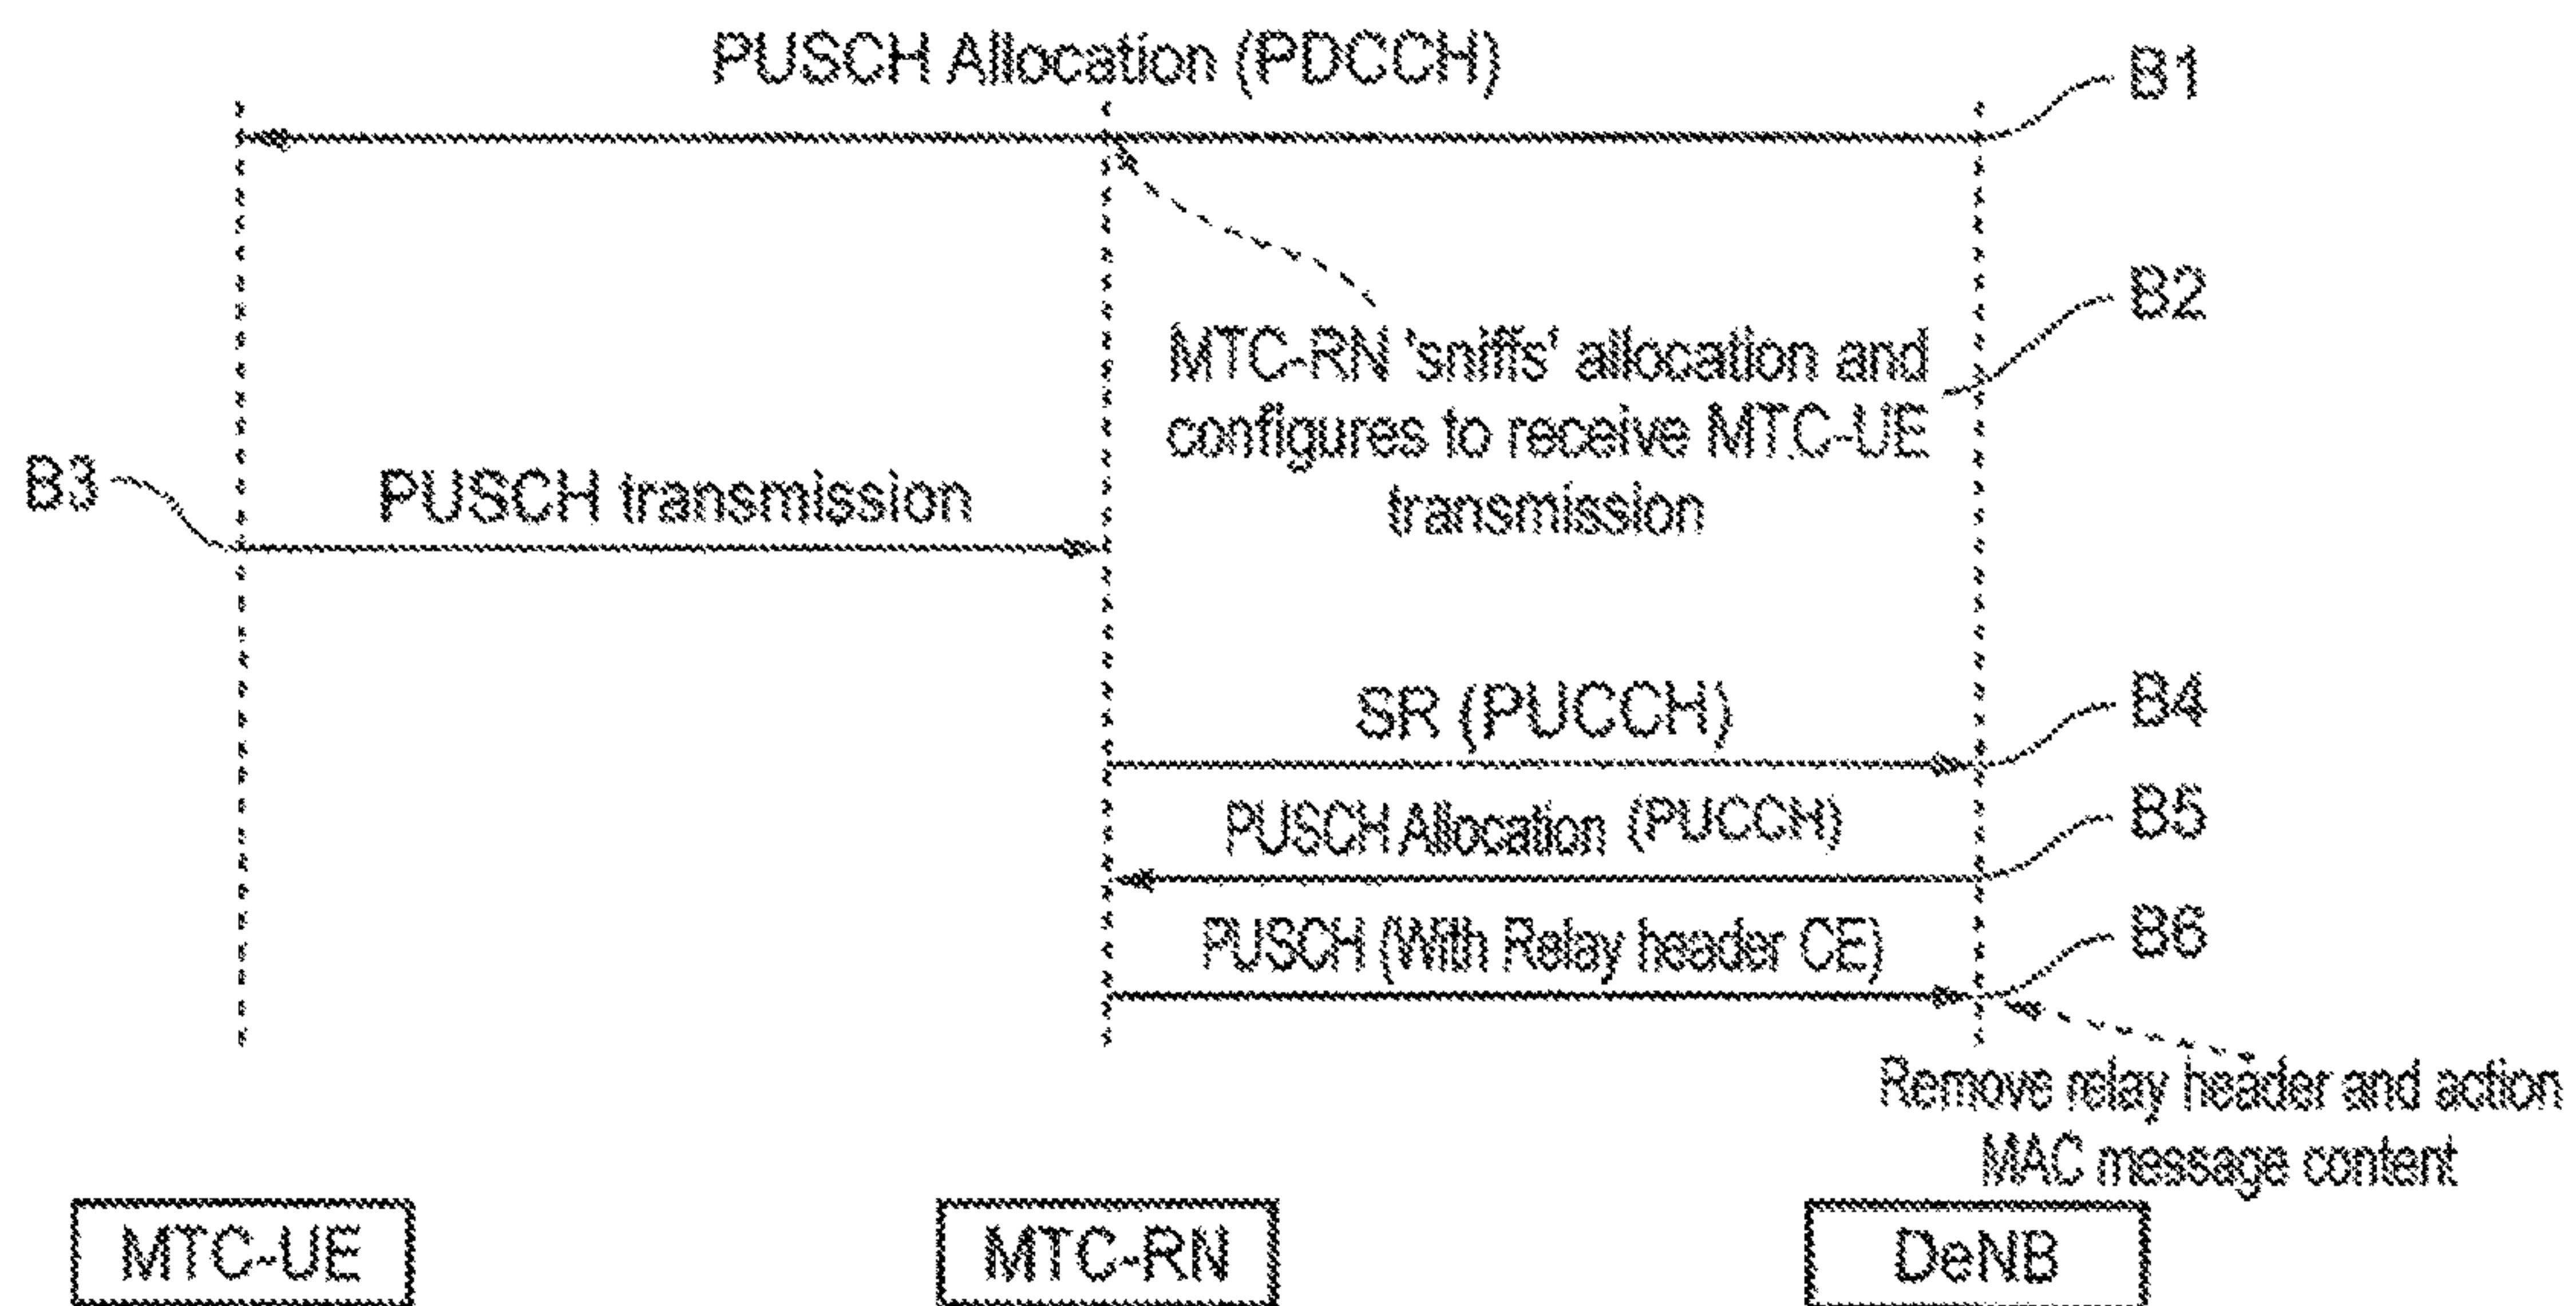 PUSCH Allocation (PDCCH)
B1
B2
MTC-RN 'sniffs' allocation and
configures to receive MTC-UE
transmission
B3
PUSCH transmission
SR (PUCCH)
B4
PUSCH Allocation (PUCCH)
B5
PUSCH (With Relay header CE)
B6
Remove relay header and action
MAC message content
MTC-UE
MTC-RN
DeNB